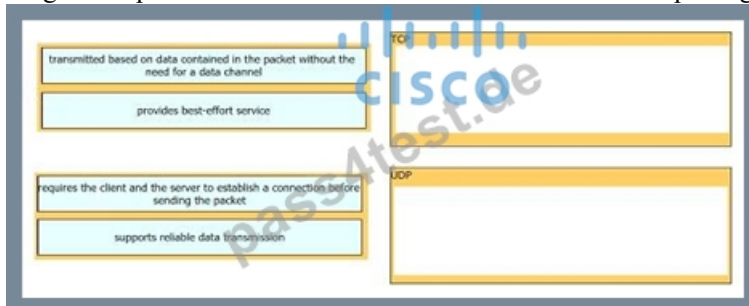 transmitted based on data contained in the packet without the
need for a data channel
provides best-effort service
requires the client and the server to establish a connection before
sending the packet
supports reliable data transmission
TCP
UDP
CISCO
pass4test.de